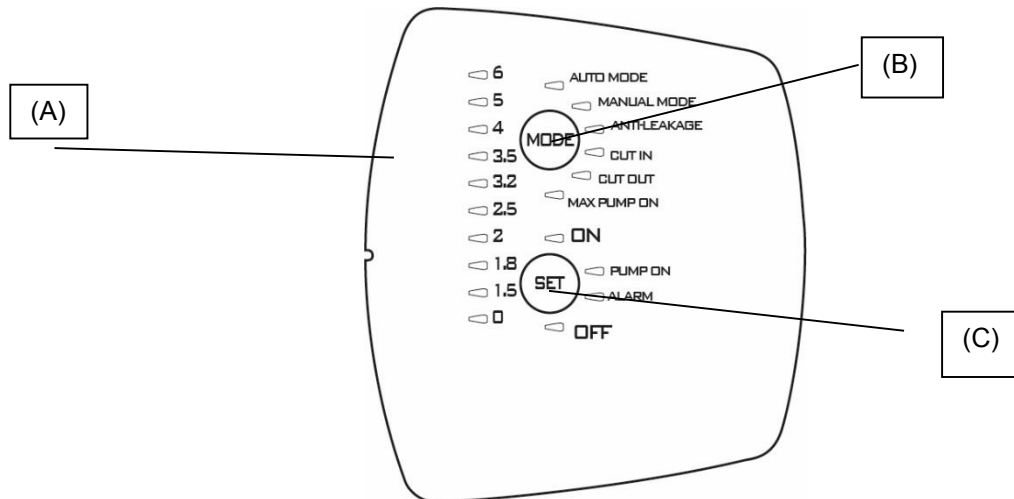 (A)
6
5
4
3.5
3.2
2.5
2
1.8
1.5
0
AUTO MODE
MANUAL MODE
ANTI-LEAKAGE
MODE
CUT IN
CUT OUT
MAX PUMP ON
ON
SET
PUMP ON
ALARM
OFF
(B)
(C)